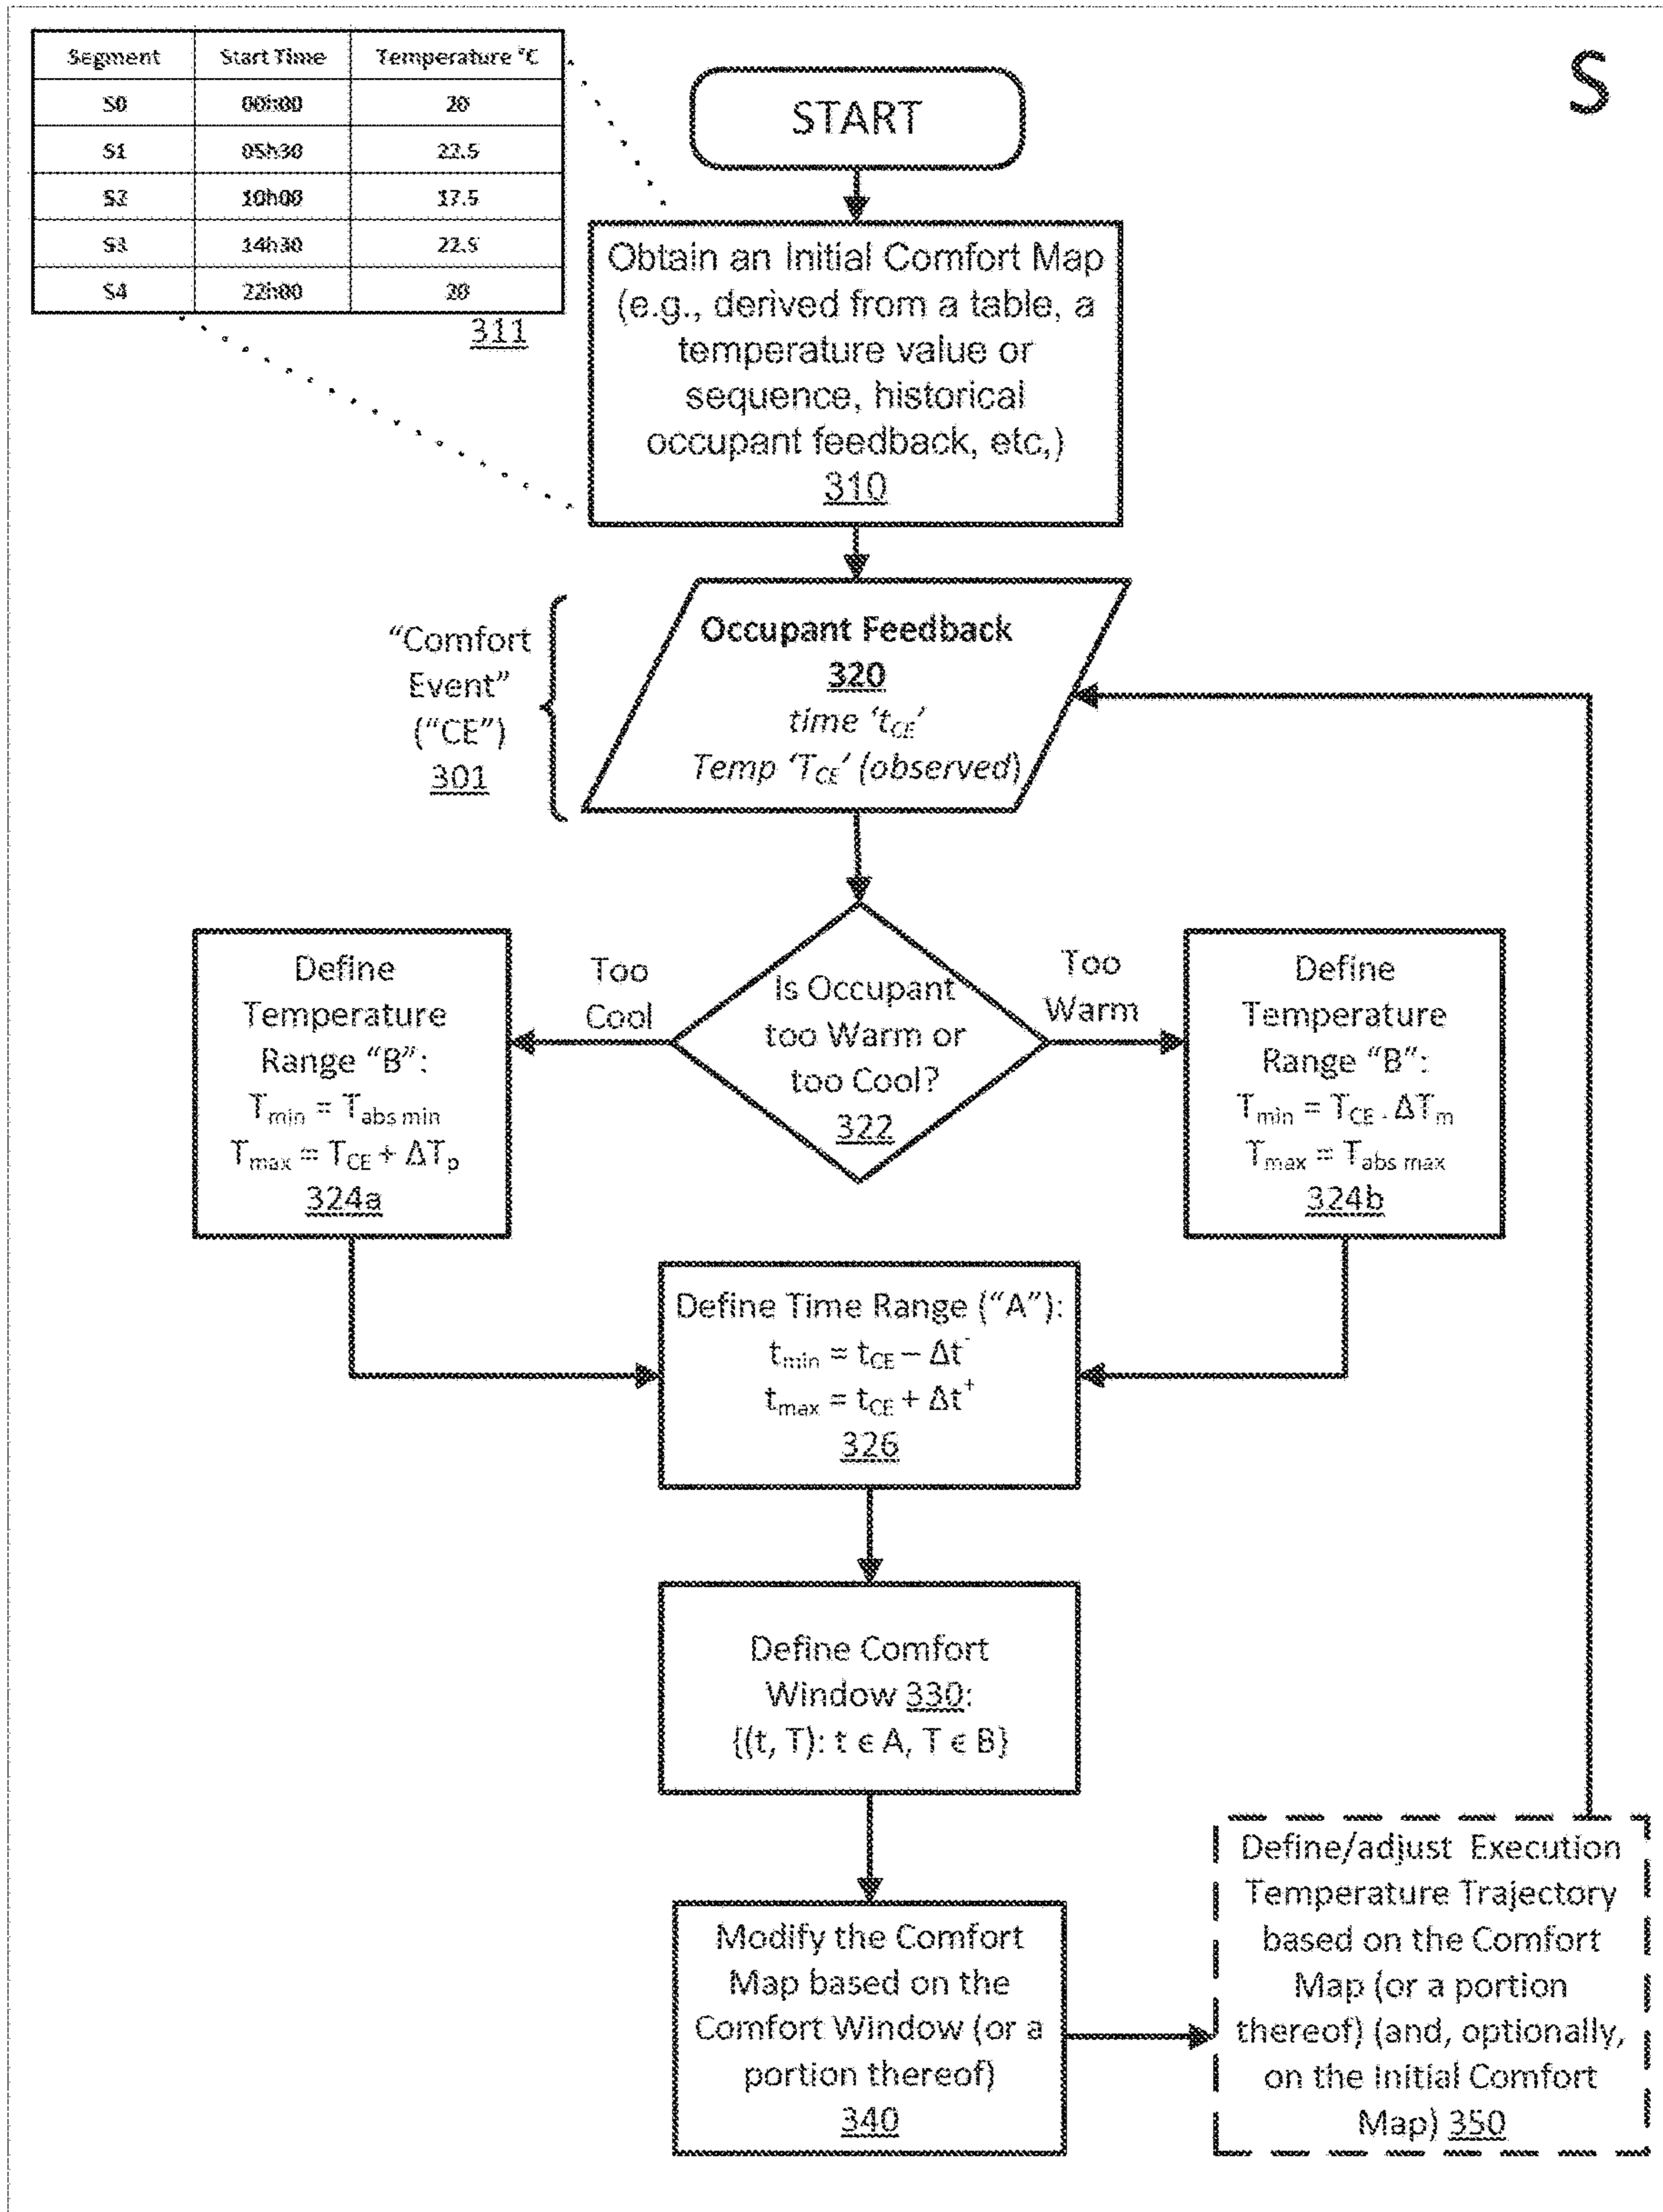 Segment Start Time Temperature °C
S0 00h00 20
S1 05h30 22.5
S2 10h00 17.5
S3 14h30 22.5
S4 22h00 20
311
S
START
Obtain an Initial Comfort Map
(e.g., derived from a table, a
temperature value or
sequence, historical
occupant feedback, etc,)
310
“Comfort
Event”
(“CE”)
301
Occupant Feedback
320
time ‘tCE’
Temp ‘TCE’ (observed)
Is Occupant
too Warm or
too Cool?
322
Too
Cool
Too
Warm
Define
Temperature
Range “B”:
Tmin = Tabs min
Tmax = TCE + ΔTp
324a
Define
Temperature
Range “B”:
Tmin = TCE - ΔTm
Tmax = Tabs max
324b
Define Time Range (“A”):
tmin = tCE – Δt-
tmax = tCE + Δt+
326
Define Comfort
Window 330:
{(t, T): t ϵ A, T ϵ B}
Modify the Comfort
Map based on the
Comfort Window (or a
portion thereof)
340
Define/adjust Execution
Temperature Trajectory
based on the Comfort
Map (or a portion
thereof) (and, optionally,
on the Initial Comfort
Map) 350